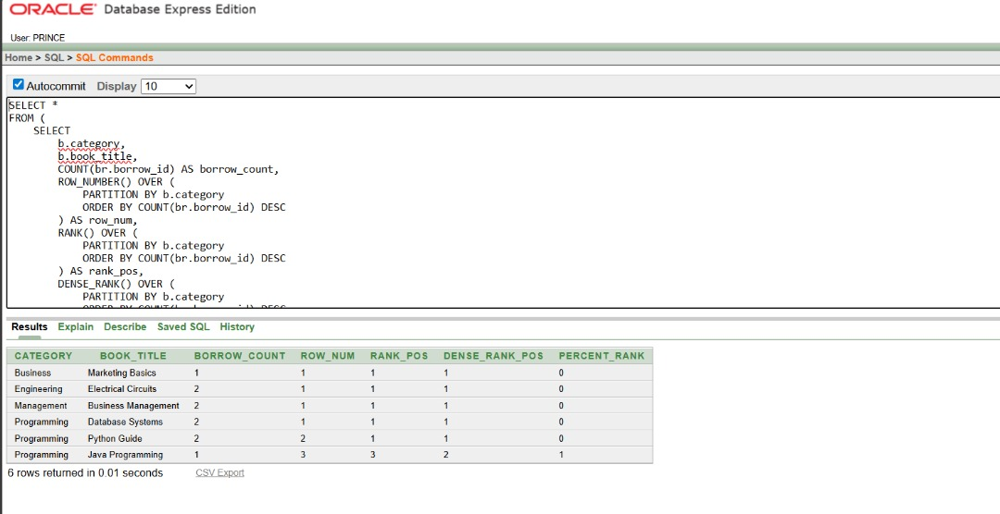 ORACLE Database Express Edition
User: PRINCE
Home > SQL > SQL Commands
Autocommit Display 10
SELECT *
FROM (
SELECT
b.category,
b.book_title,
COUNT(br.borrow_id) AS borrow_count,
ROW_NUMBER() OVER (
PARTITION BY b.category
ORDER BY COUNT(br.borrow_id) DESC
) AS row_num,
RANK() OVER (
PARTITION BY b.category
ORDER BY COUNT(br.borrow_id) DESC
) AS rank_pos,
DENSE_RANK() OVER (
PARTITION BY b.category
Results Explain Describe Saved SQL History
CATEGORY BOOK_TITLE BORROW_COUNT ROW_NUM RANK_POS DENSE_RANK_POS PERCENT_RANK
Business Marketing Basics 1 1 1 1 0
Engineering Electrical Circuits 2 1 1 1 0
Management Business Management 2 1 1 1 0
Programming Database Systems 2 1 1 1 0
Programming Python Guide 2 2 1 1 0
Programming Java Programming 1 3 3 2 1
6 rows returned in 0.01 seconds CSV Export